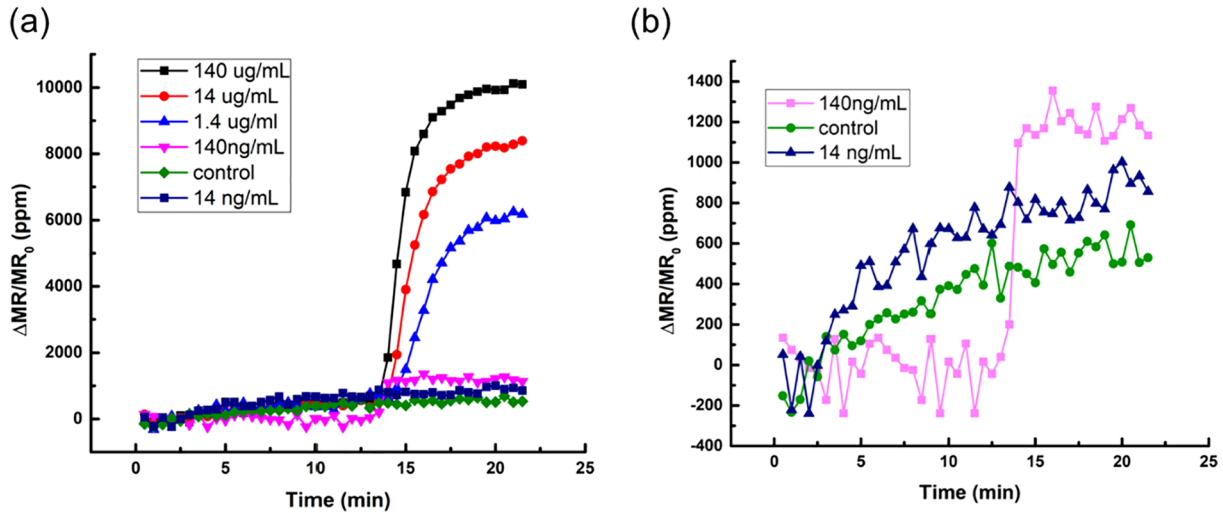 (a)
140 ug/mL
14 ug/mL
1.4 ug/ml
140ng/mL
control
14 ng/mL
10000
8000
6000
4000
2000
0
ΔMR/MR₀ (ppm)
0 5 10 15 20 25
Time (min)
(b)
140ng/mL
control
14 ng/mL
1400
1200
1000
800
600
400
200
0
-200
-400
ΔMR/MR₀ (ppm)
0 5 10 15 20 25
Time (min)